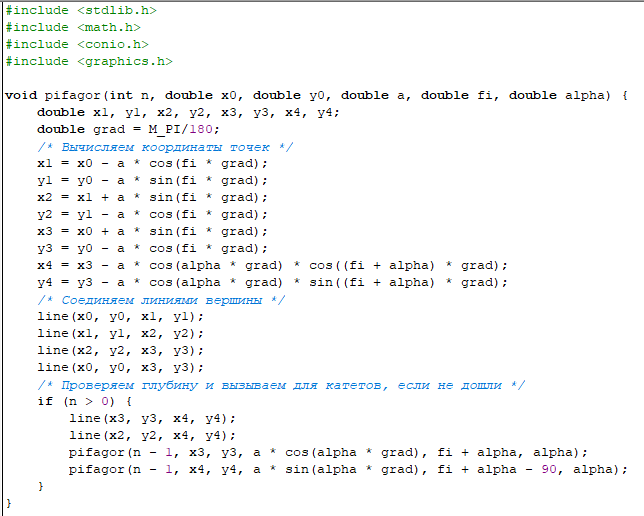 #include <stdlib.h>
#include <math.h>
#include <conio.h>
#include <graphics.h>

void pifagor(int n, double x0, double y0, double a, double fi, double alpha) {
    double x1, y1, x2, y2, x3, y3, x4, y4;
    double grad = M_PI/180;
    /* Вычисляем координаты точек */
    x1 = x0 - a * cos(fi * grad);
    y1 = y0 - a * sin(fi * grad);
    x2 = x1 + a * sin(fi * grad);
    y2 = y1 - a * cos(fi * grad);
    x3 = x0 + a * sin(fi * grad);
    y3 = y0 - a * cos(fi * grad);
    x4 = x3 - a * cos(alpha * grad) * cos((fi + alpha) * grad);
    y4 = y3 - a * cos(alpha * grad) * sin((fi + alpha) * grad);
    /* Соединяем линиями вершины */
    line(x0, y0, x1, y1);
    line(x1, y1, x2, y2);
    line(x2, y2, x3, y3);
    line(x0, y0, x3, y3);
    /* Проверяем глубину и вызываем для катетов, если не дошли */
    if (n > 0) {
        line(x3, y3, x4, y4);
        line(x2, y2, x4, y4);
        pifagor(n - 1, x3, y3, a * cos(alpha * grad), fi + alpha, alpha);
        pifagor(n - 1, x4, y4, a * sin(alpha * grad), fi + alpha - 90, alpha);
    }
}